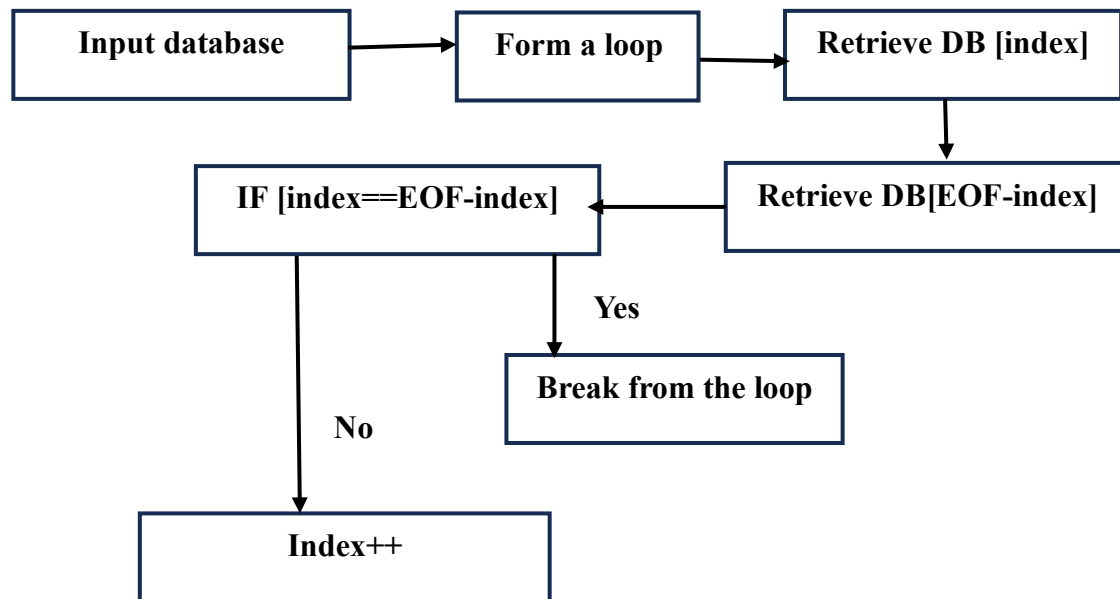 Input database
Form a loop
Retrieve DB [index]
Retrieve DB[EOF-index]
IF [index==EOF-index]
Yes
Break from the loop
No
Index++